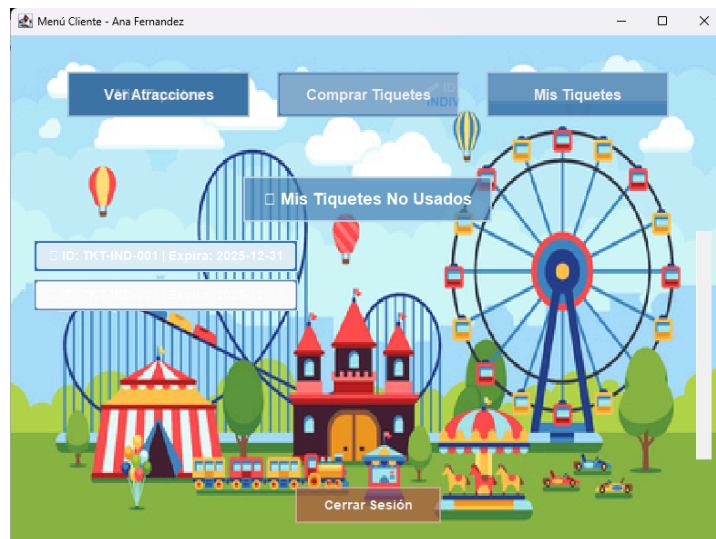 Menú Cliente - Ana Fernandez
Ver Atracciones
Comprar Tiquetes
Mis Tiquetes
Mis Tiquetes No Usados
ID: TKT-IND-001 | Expira: 2025-12-31
Cerrar Sesión